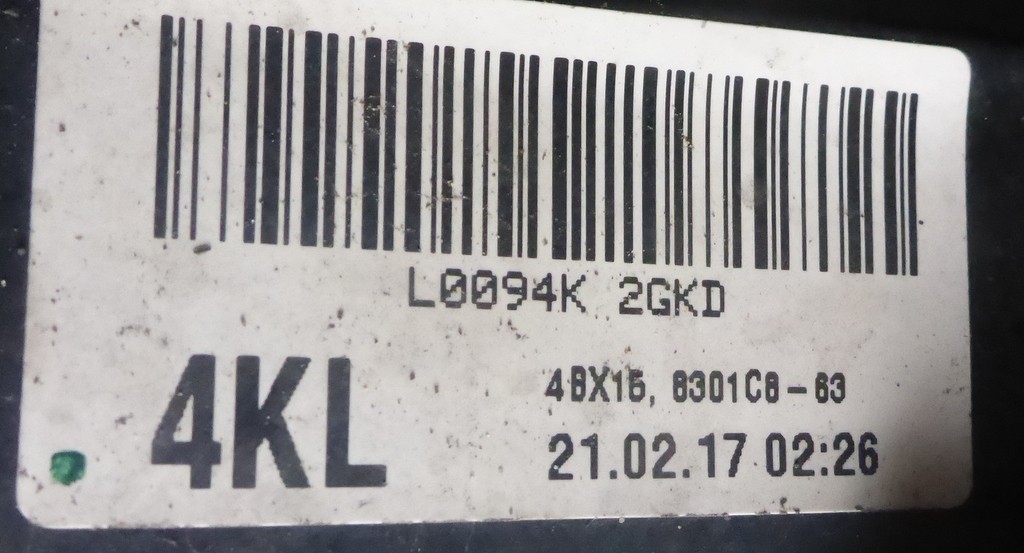 L0094K 2GKD
4KL
4BX15, 8301C8-63
21.02.17 02:26